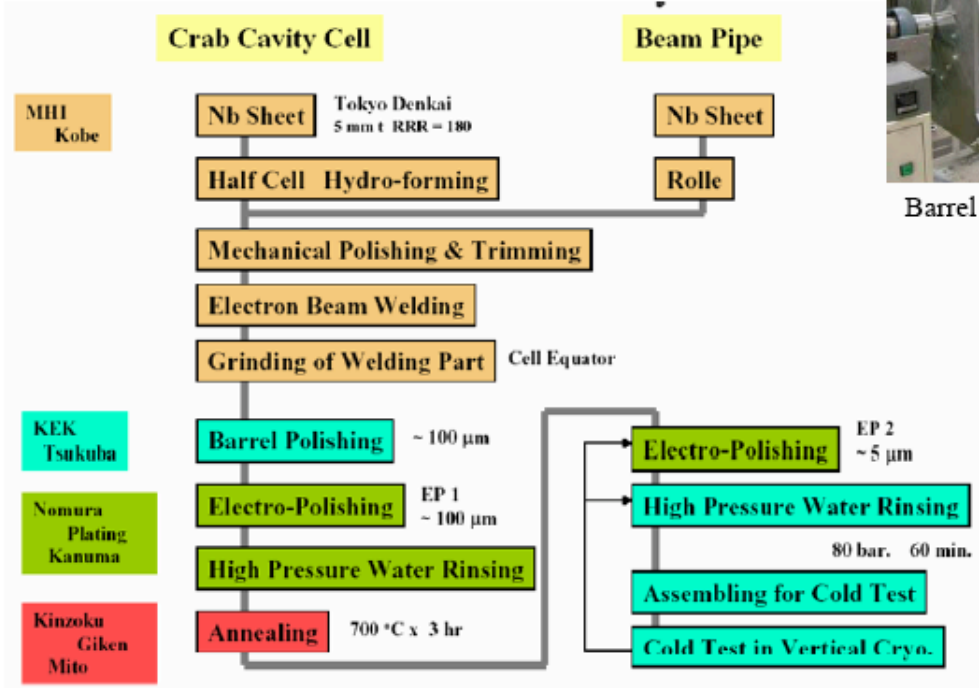 Crab Cavity Cell
Beam Pipe
MHI
Kobe
Nb Sheet
Tokyo Denkai
5 mm t RRR = 180
Nb Sheet
Half Cell Hydro-forming
Rolle
Barrel
Mechanical Polishing & Trimming
Electron Beam Welding
Grinding of Welding Part
Cell Equator
KEK
Tsukuba
Barrel Polishing
~ 100 μm
Nomura
Plating
Kanuma
Electro-Polishing
EP 1
~ 100 μm
High Pressure Water Rinsing
Kinzoku
Giken
Mito
Annealing
700 °C x 3 hr
Electro-Polishing
EP 2
~ 5 μm
High Pressure Water Rinsing
80 bar. 60 min.
Assembling for Cold Test
Cold Test in Vertical Cryo.